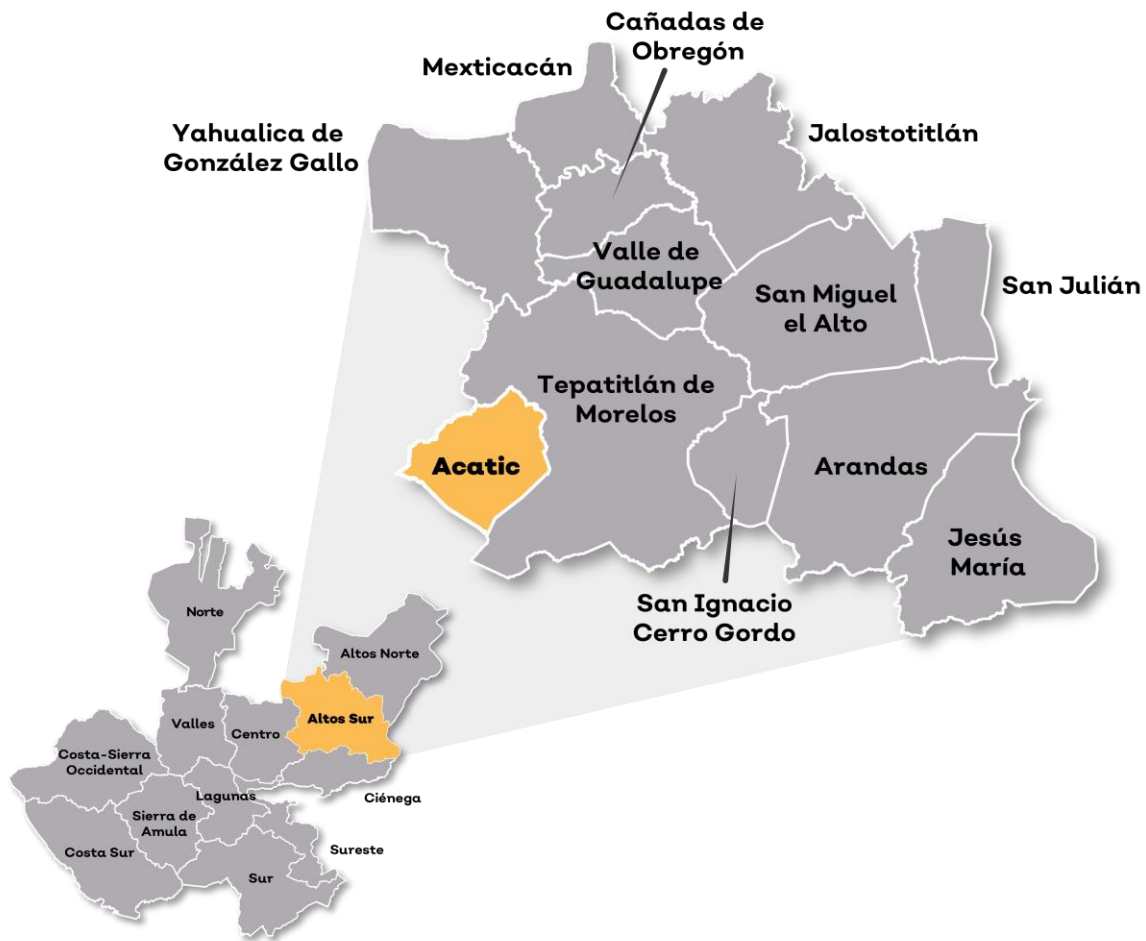 Cañadas de
Obregón
Mexticacán
Yahualica de
González Gallo
Jalostotitlán
Valle de
Guadalupe
San Miguel
el Alto
San Julián
Tepatitlán de
Morelos
Acatic
Arandas
Jesús
María
San Ignacio
Cerro Gordo
Norte
Altos Norte
Altos Sur
Valles
Centro
Costa-Sierra
Occidental
Lagunas
Ciénega
Sierra de
Amula
Costa Sur
Sureste
Sur